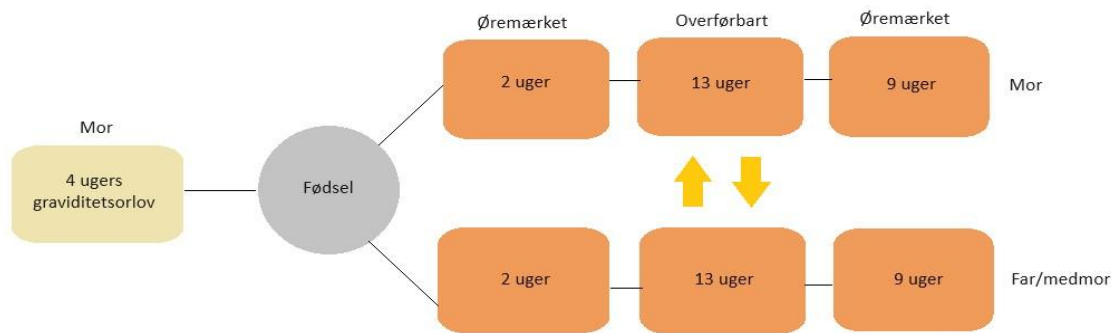 Øremærket
Overførbart
Øremærket
2 uger
13 uger
9 uger
Mor
Mor
4 ugers
graviditetsorlov
Fødsel
2 uger
13 uger
9 uger
Far/medmor